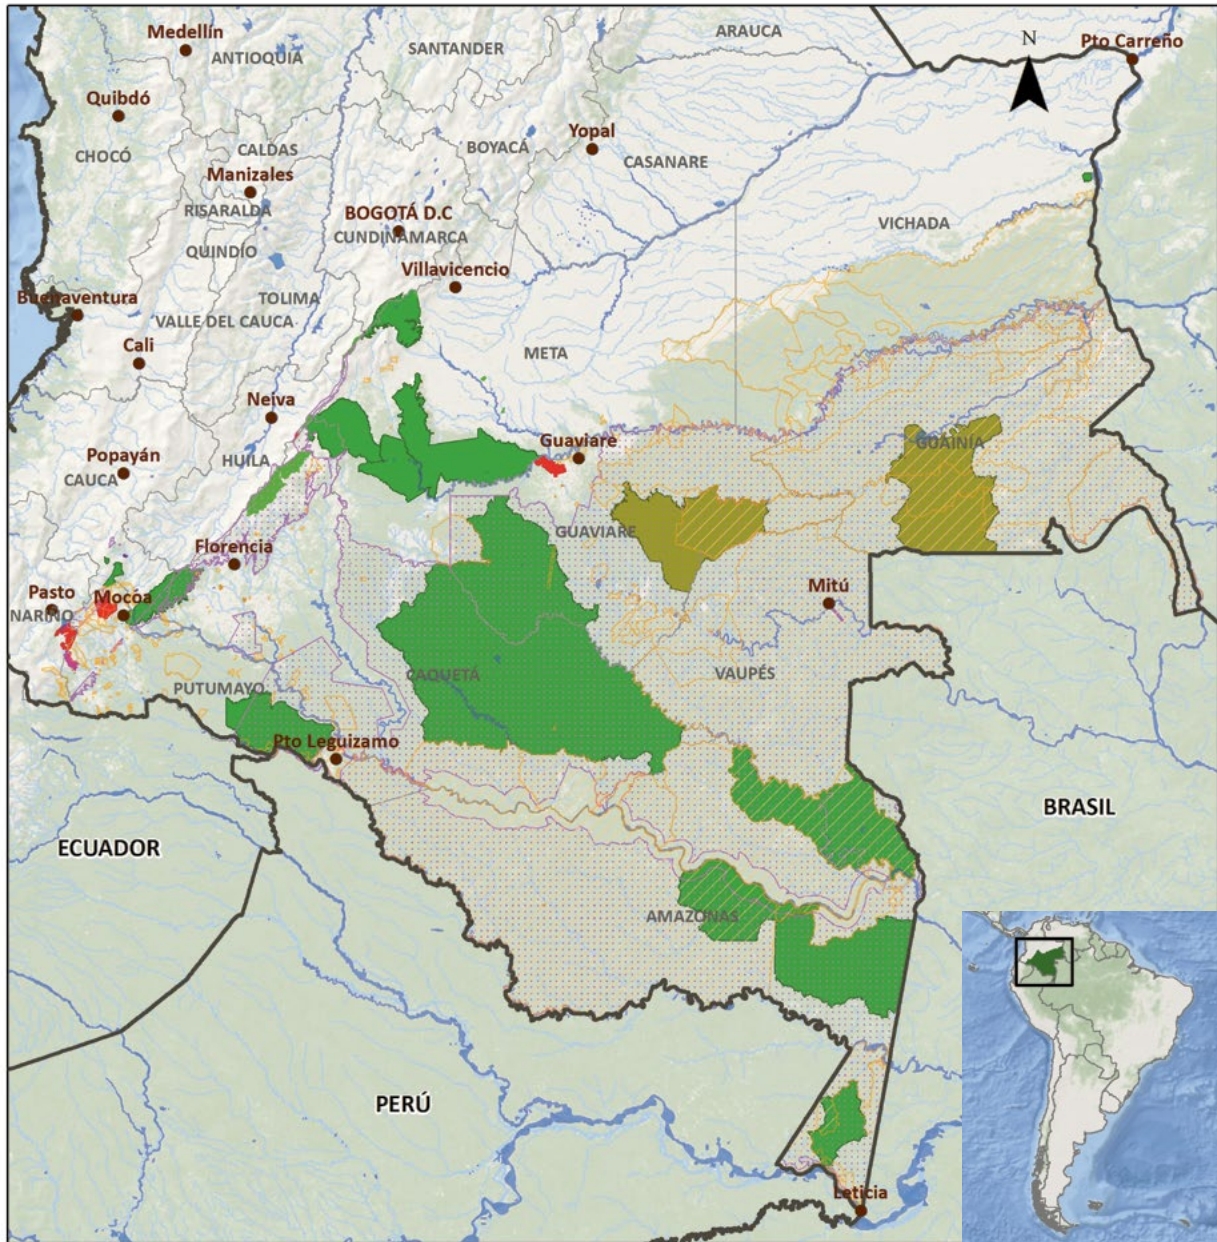 Medellín
ANTIOQUIA
SANTANDER
ARAUCA
N
Pto Carreño
Quibdó
CHOCÓ
CALDAS
BOYACÁ
Yopal
CASANARE
Manizales
RISARALDA
BOGOTÁ D.C
CUNDINAMARCA
VICHADA
QUINDÍO
Villavicencio
TOLIMA
Buenaventura
VALLE DEL CAUCA
Cali
META
Neiva
Guaviare
GUAINÍA
Popayán
HUILA
CAUCA
GUAVIARE
Florencia
Mitú
Pasto
NARIÑO
Mocoa
CAQUETÁ
VAUPÉS
PUTUMAYO
Pto Leguizamo
BRASIL
ECUADOR
AMAZONAS
PERÚ
Leticia